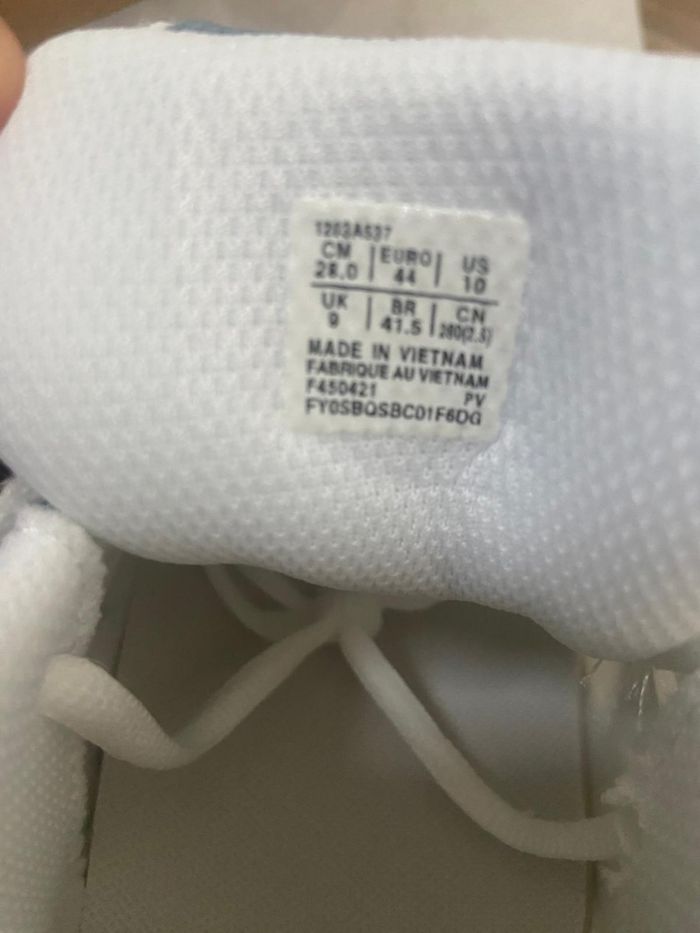 1203A637
CM | EURO | US
28.0 | 44 | 10
UK | BR | CN
9 | 41.5 | 280(2.5)
MADE IN VIETNAM
FABRIQUE AU VIETNAM
F450421 PV
FY0SBQSBC01F6DG